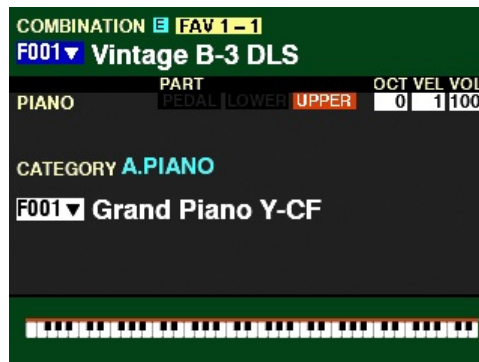 COMBINATION E FAV 1 – 1
F001▼ Vintage B-3 DLS
PART OCT VEL VOL
PIANO PEDAL LOWER UPPER 0 1 100
CATEGORY A.PIANO
F001▼ Grand Piano Y-CF